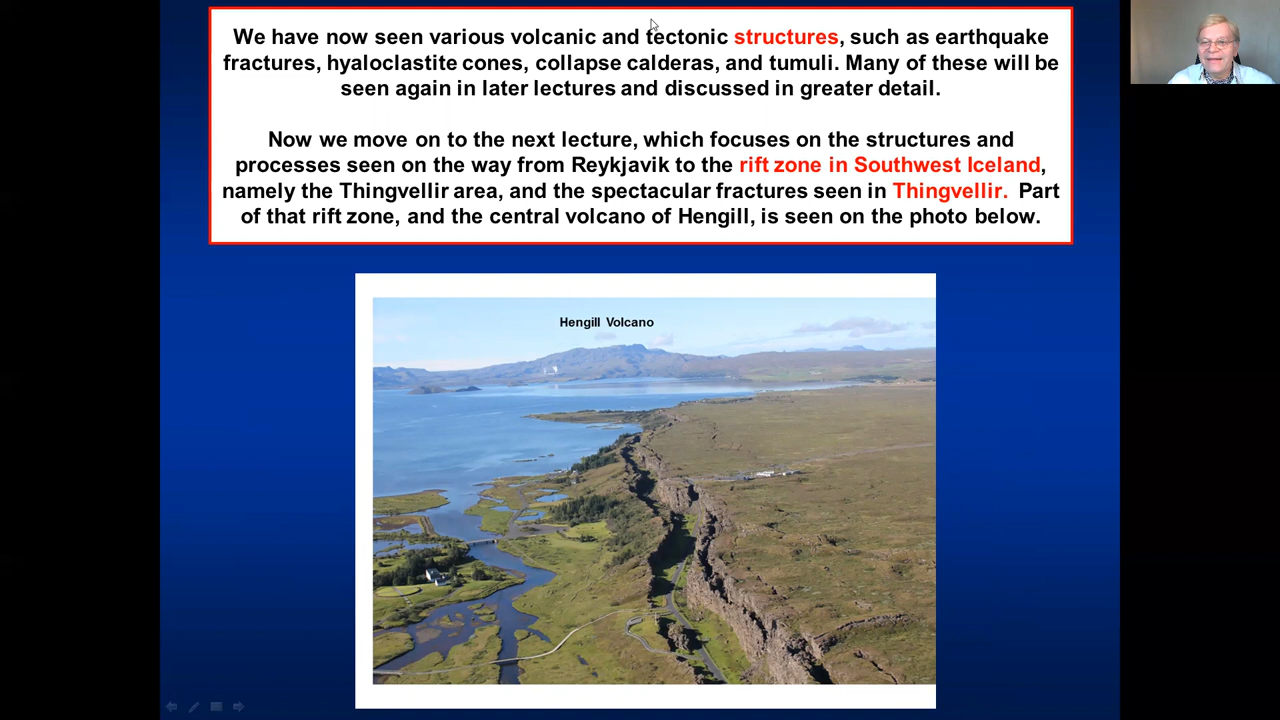 We have now seen various volcanic and tectonic structures, such as earthquake
fractures, hyaloclastite cones, collapse calderas, and tumuli. Many of these will be
seen again in later lectures and discussed in greater detail.
Now we move on to the next lecture, which focuses on the structures and
processes seen on the way from Reykjavik to the rift zone in Southwest Iceland,
namely the Thingvellir area, and the spectacular fractures seen in Thingvellir. Part
of that rift zone, and the central volcano of Hengill, is seen on the photo below.
Hengill Volcano